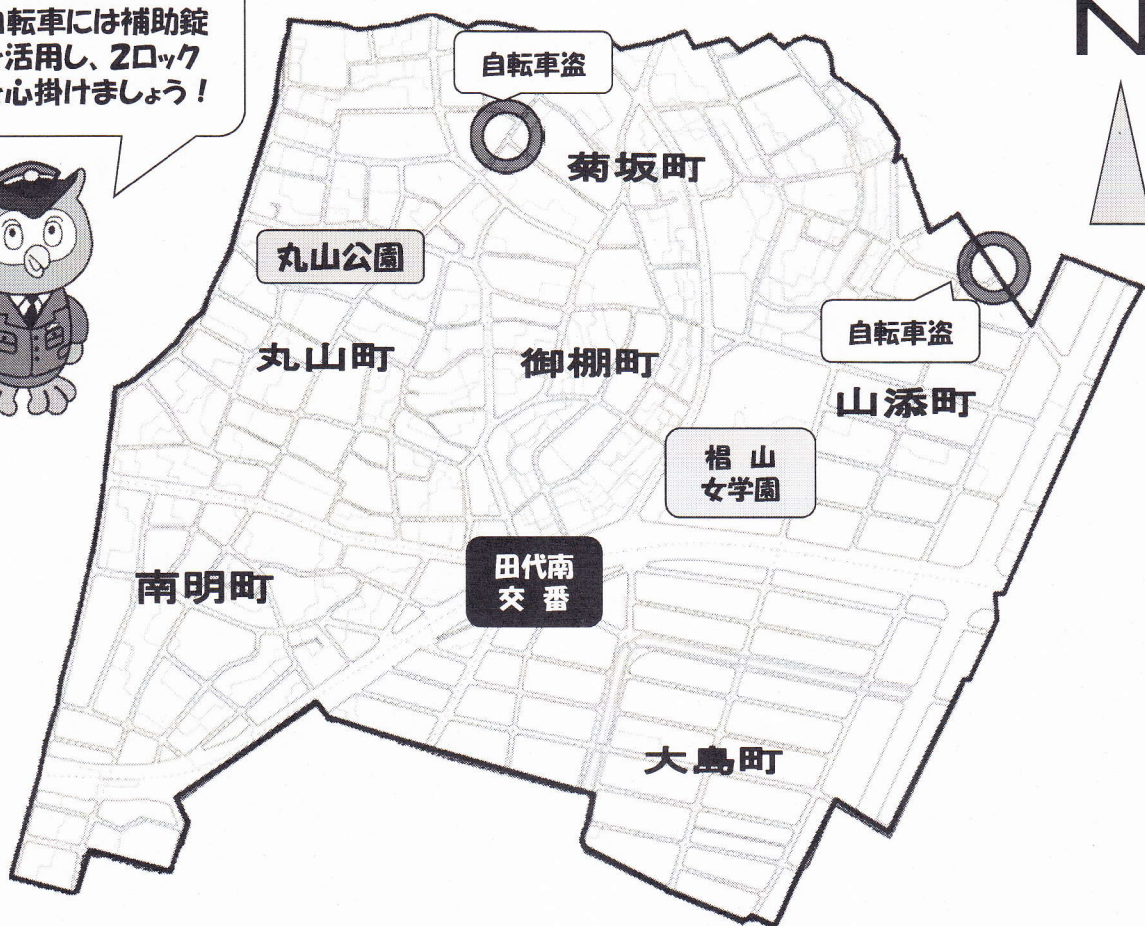 転車には補助錠
活用し、2ロック
心掛けましょう！
N
自転車盗
菊坂町
丸山公園
自転車盗
丸山町
御棚町
山添町
椙山
女学園
田代南
交番
南明町
大島町